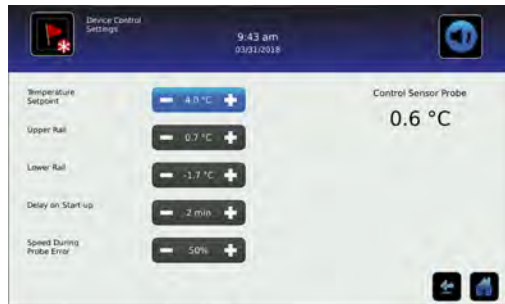 Device Control
Settings
9:43 am
03/31/2018
Temperature
Setpoint
4.0 °C
Control Sensor Probe
0.6 °C
Upper Rail
0.7 °C
Lower Rail
-1.7 °C
Delay on Start-up
2 min
Speed During
Probe Error
50%